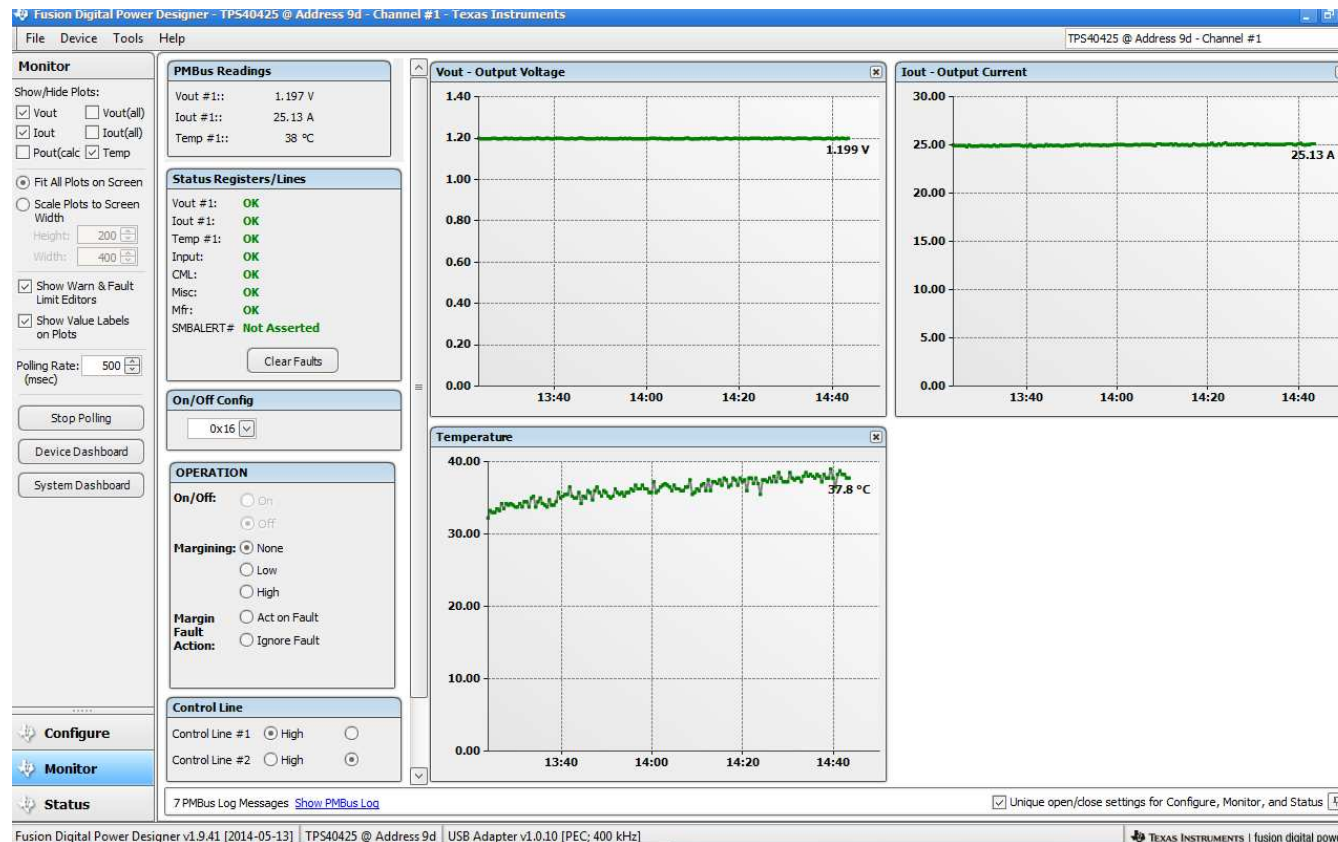 Fusion Digital Power Designer - TPS40425 @ Address 9d - Channel #1 - Texas Instruments
File Device Tools Help
TPS40425 @ Address 9d - Channel #1
Monitor
Show/Hide Plots:
Vout Vout(all)
Iout Iout(all)
Pout(calc Temp
Fit All Plots on Screen
Scale Plots to Screen
Width
Height: 200
Width: 400
Show Warn & Fault
Limit Editors
Show Value Labels
on Plots
Polling Rate: 500
(msec)
Stop Polling
Device Dashboard
System Dashboard
Configure
Monitor
Status
PMBus Readings
Vout #1:: 1.197 V
Iout #1:: 25.13 A
Temp #1:: 38 °C
Status Registers/Lines
Vout #1: OK
Iout #1: OK
Temp #1: OK
Input: OK
CML: OK
Misc: OK
Mfr: OK
SMBALERT# Not Asserted
Clear Faults
On/Off Config
0x16
OPERATION
On/Off: On
Off
Margining: None
Low
High
Margin
Fault
Action:
Act on Fault
Ignore Fault
Control Line
Control Line #1 High
Control Line #2 High
Vout - Output Voltage
1.40
1.20
1.00
0.80
0.60
0.40
0.20
0.00
1.199 V
13:40 14:00 14:20 14:40
Iout - Output Current
30.00
25.00
20.00
15.00
10.00
5.00
0.00
25.13 A
13:40 14:00 14:20 14:40
Temperature
40.00
30.00
20.00
10.00
0.00
37.8 °C
13:40 14:00 14:20 14:40
7 PMBus Log Messages Show PMBus Log
Unique open/close settings for Configure, Monitor, and Status
Fusion Digital Power Designer v1.9.41 [2014-05-13] TPS40425 @ Address 9d USB Adapter v1.0.10 [PEC; 400 kHz]
TEXAS INSTRUMENTS | fusion digital powe